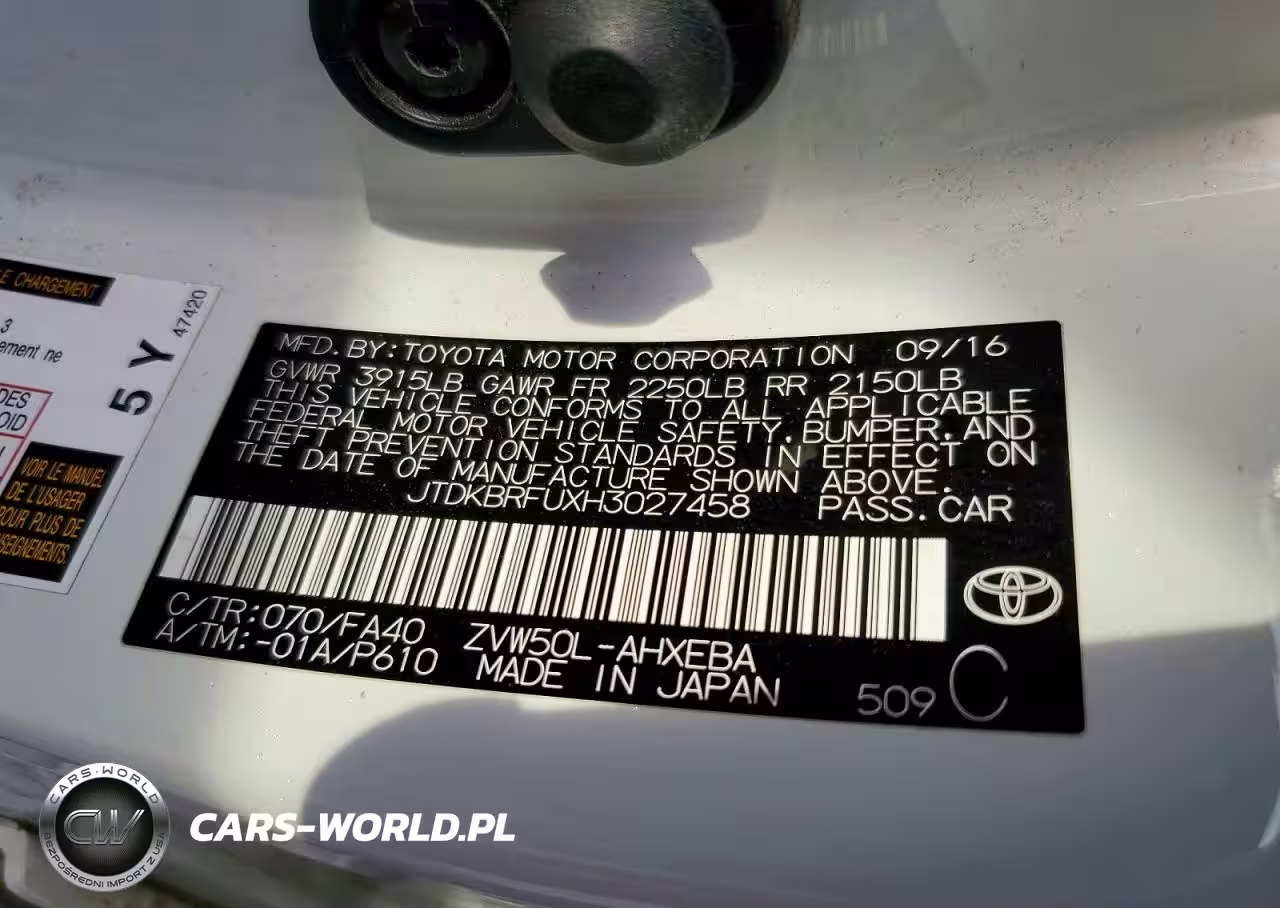 LE CHARGEMENT
3
ement ne
5 Y 47420
DES
OID
VOIR LE MANUEL
DE L'USAGER
POUR PLUS DE
SEIGNEMENTS.
MFD. BY: TOYOTA MOTOR CORPORATION 09/16
GVWR 3915LB GAWR FR 2250LB RR 2150LB
THIS VEHICLE CONFORMS TO ALL APPLICABLE
FEDERAL MOTOR VEHICLE SAFETY, BUMPER, AND
THEFT PREVENTION STANDARDS IN EFFECT ON
THE DATE OF MANUFACTURE SHOWN ABOVE.
JTDKBRFUXH3027458 PASS. CAR
C/TR: 070/FA40 ZVW50L-AHXEBA
A/TM: -01A/P610 MADE IN JAPAN 509 C
CARS-WORLD
CW
BEZPOŚREDNI IMPORT Z USA
CARS-WORLD.PL